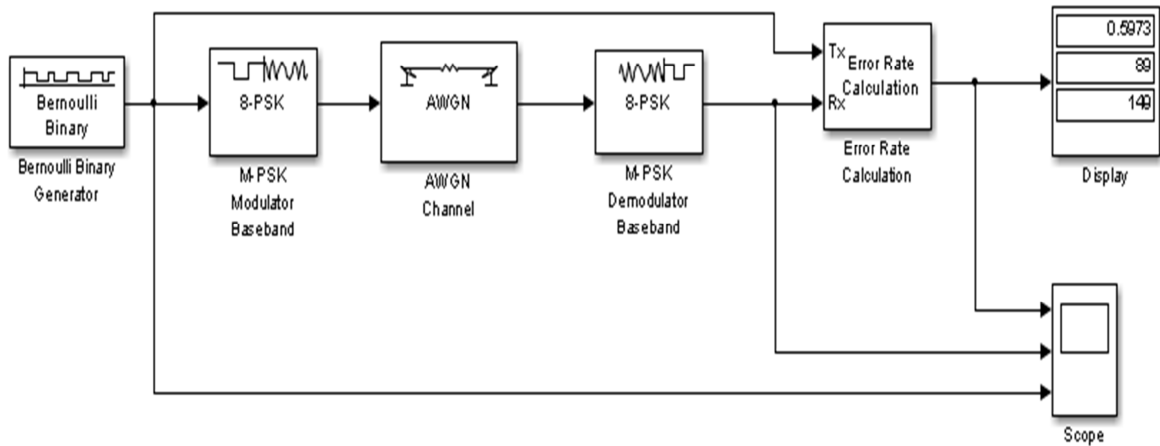 Bernoulli
Binary
Bernoulli Binary
Generator
8-PSK
M-PSK
Modulator
Baseband
AWGN
AWGN
Channel
8-PSK
M-PSK
Demodulator
Baseband
Tx
Rx
Error Rate
Calculation
Error Rate
Calculation
0.5973
89
149
Display
Scope